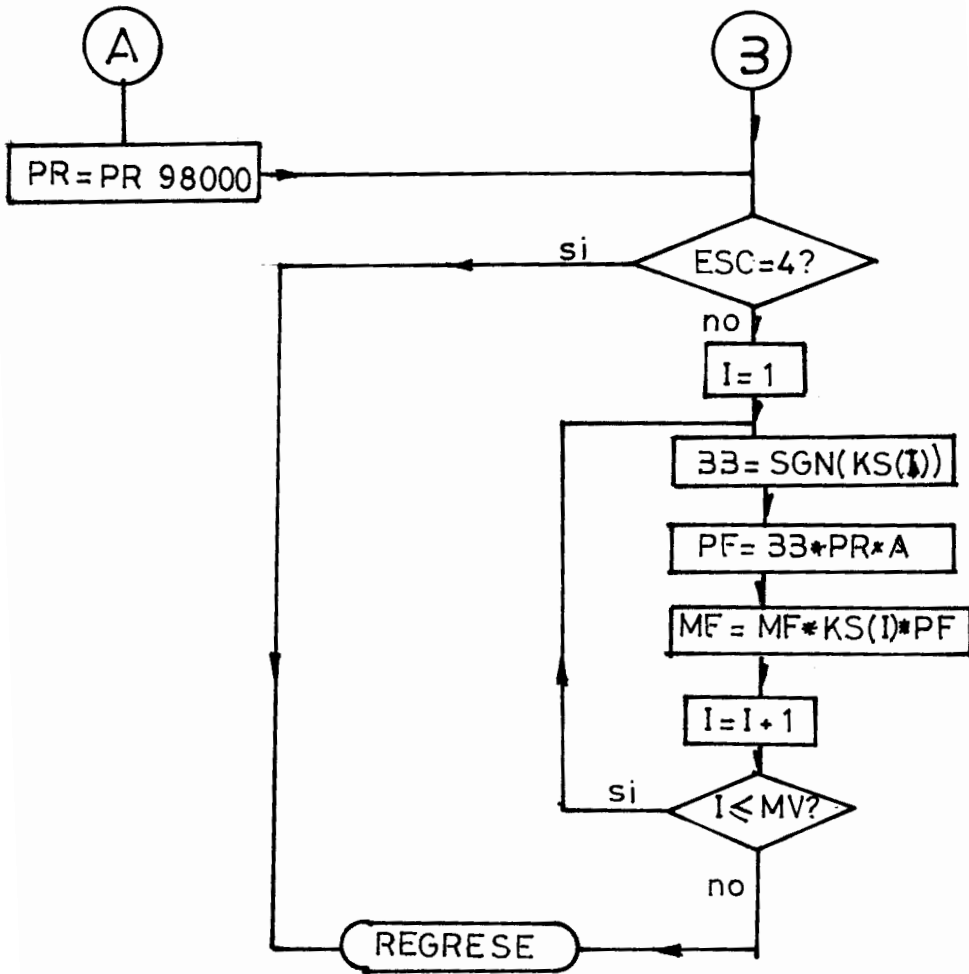 A
B
PR=PR 98000
si
ESC=4?
no
I=1
BB=SGN(KS(I))
PF=BB*PR*A
MF=MF*KS(I)*PF
I=I+1
si
I≤MV?
no
REGRESE